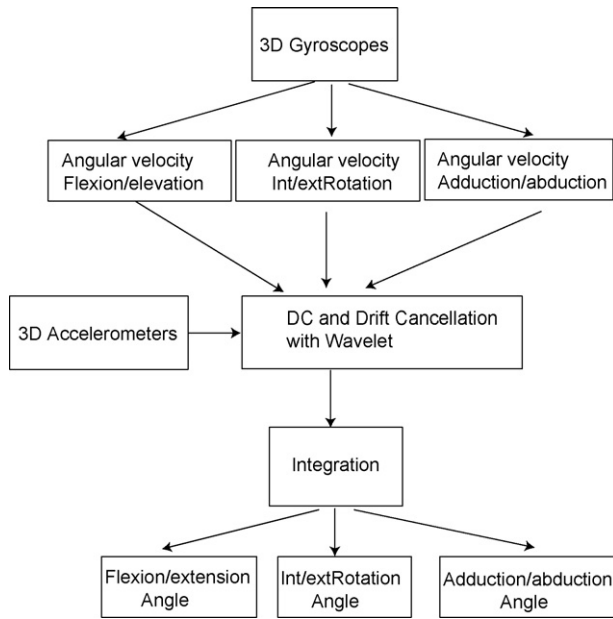 3D Gyroscopes
Angular velocity
Flexion/elevation
Angular velocity
Int/extRotation
Angular velocity
Adduction/abduction
3D Accelerometers
DC and Drift Cancellation
with Wavelet
Integration
Flexion/extension
Angle
Int/extRotation
Angle
Adduction/abduction
Angle